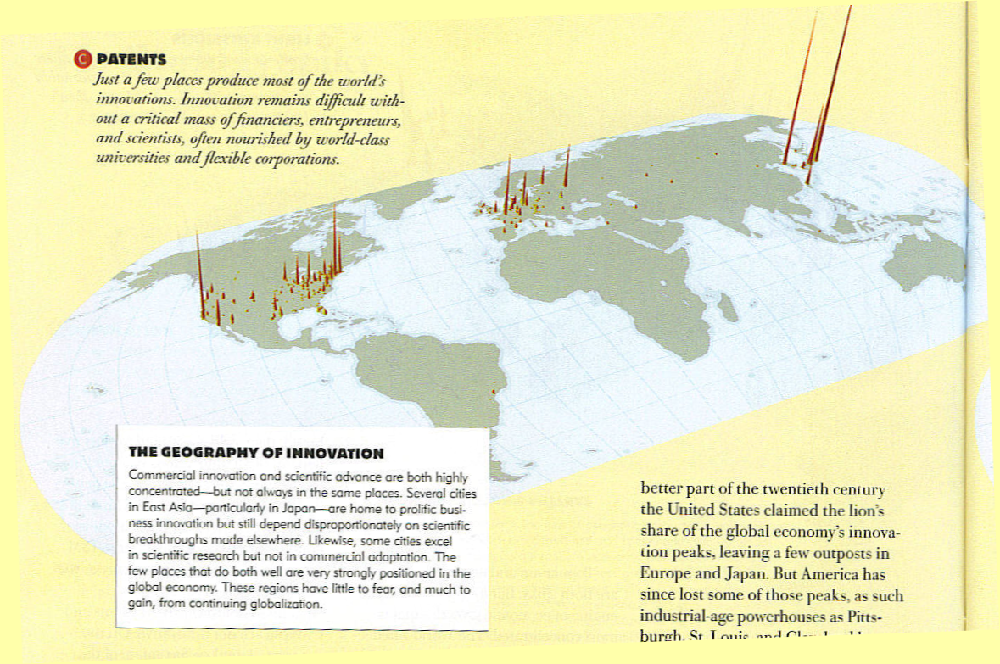 C PATENTS
Just a few places produce most of the world's
innovations. Innovation remains difficult with-
out a critical mass of financiers, entrepreneurs,
and scientists, often nourished by world-class
universities and flexible corporations.
THE GEOGRAPHY OF INNOVATION
Commercial innovation and scientific advance are both highly
concentrated—but not always in the same places. Several cities
in East Asia—particularly in Japan—are home to prolific busi-
ness innovation but still depend disproportionately on scientific
breakthroughs made elsewhere. Likewise, some cities excel
in scientific research but not in commercial adaptation. The
few places that do both well are very strongly positioned in the
global economy. These regions have little to fear, and much to
gain, from continuing globalization.
better part of the twentieth century
the United States claimed the lion's
share of the global economy's innova-
tion peaks, leaving a few outposts in
Europe and Japan. But America has
since lost some of those peaks, as such
industrial-age powerhouses as Pitts-
burgh, St. Louis, and